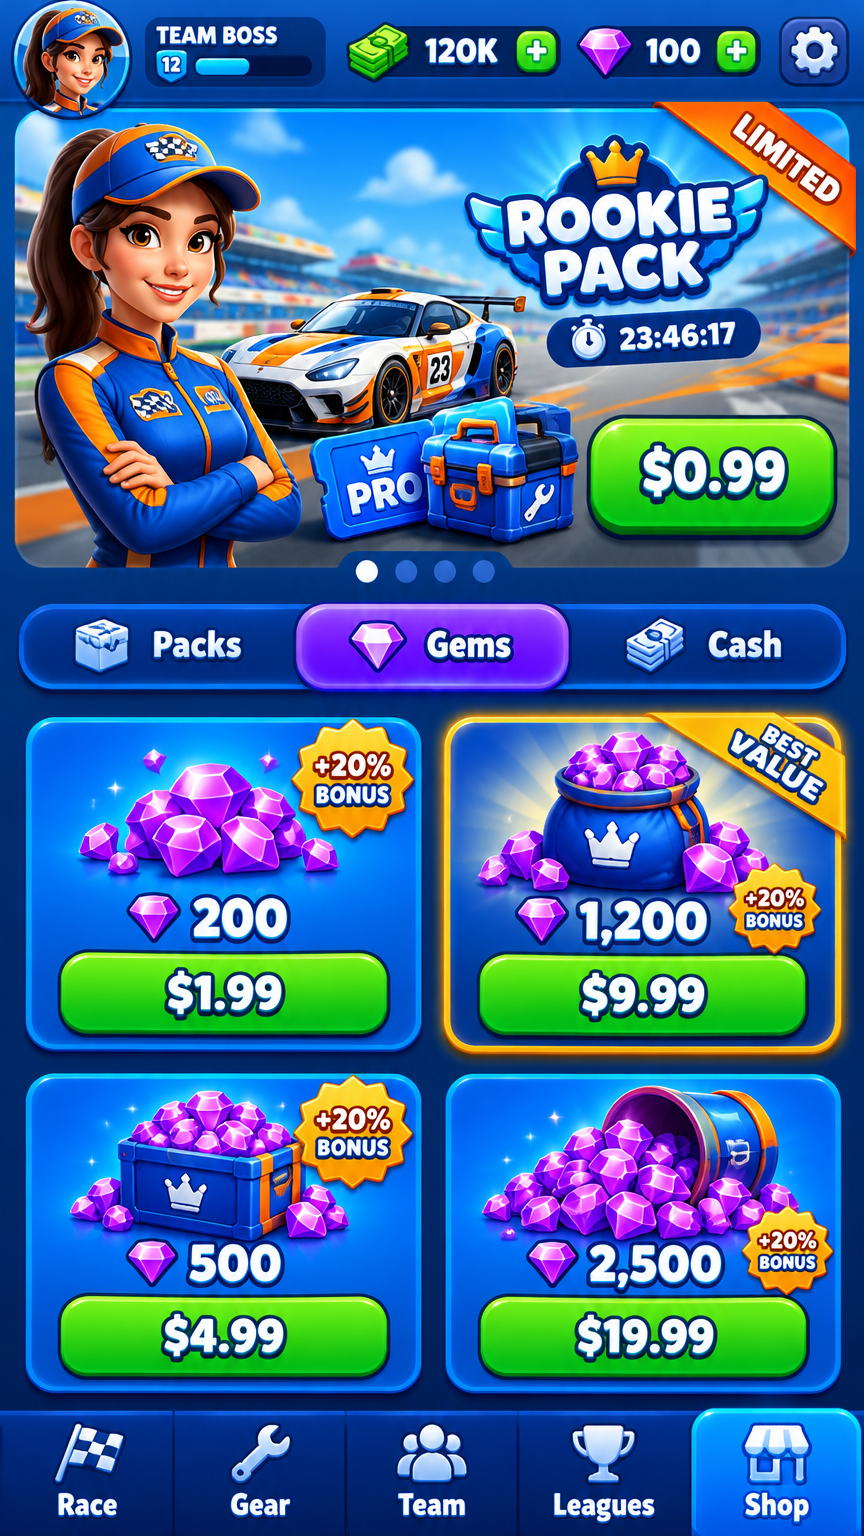 TEAM BOSS
12
120K
+
100
+
LIMITED
ROOKIE
PACK
23:46:17
23
PRO
$0.99
Packs
Gems
Cash
+20%
BONUS
200
$1.99
BEST
VALUE
1,200
+20%
BONUS
$9.99
+20%
BONUS
500
$4.99
2,500
+20%
BONUS
$19.99
Race
Gear
Team
Leagues
Shop